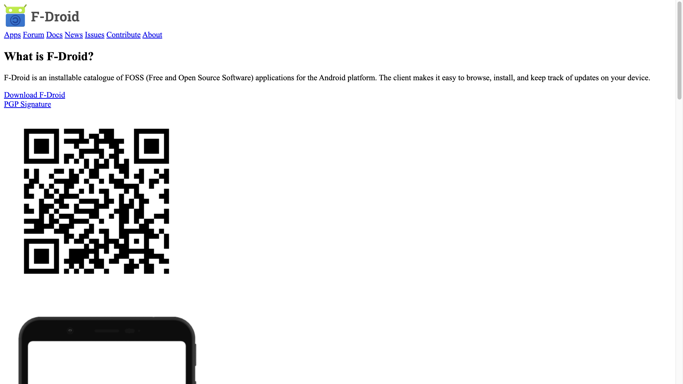 F-Droid
Apps Forum Docs News Issues Contribute About
What is F-Droid?
F-Droid is an installable catalogue of FOSS (Free and Open Source Software) applications for the Android platform. The client makes it easy to browse, install, and keep track of updates on your device.
Download F-Droid
PGP Signature